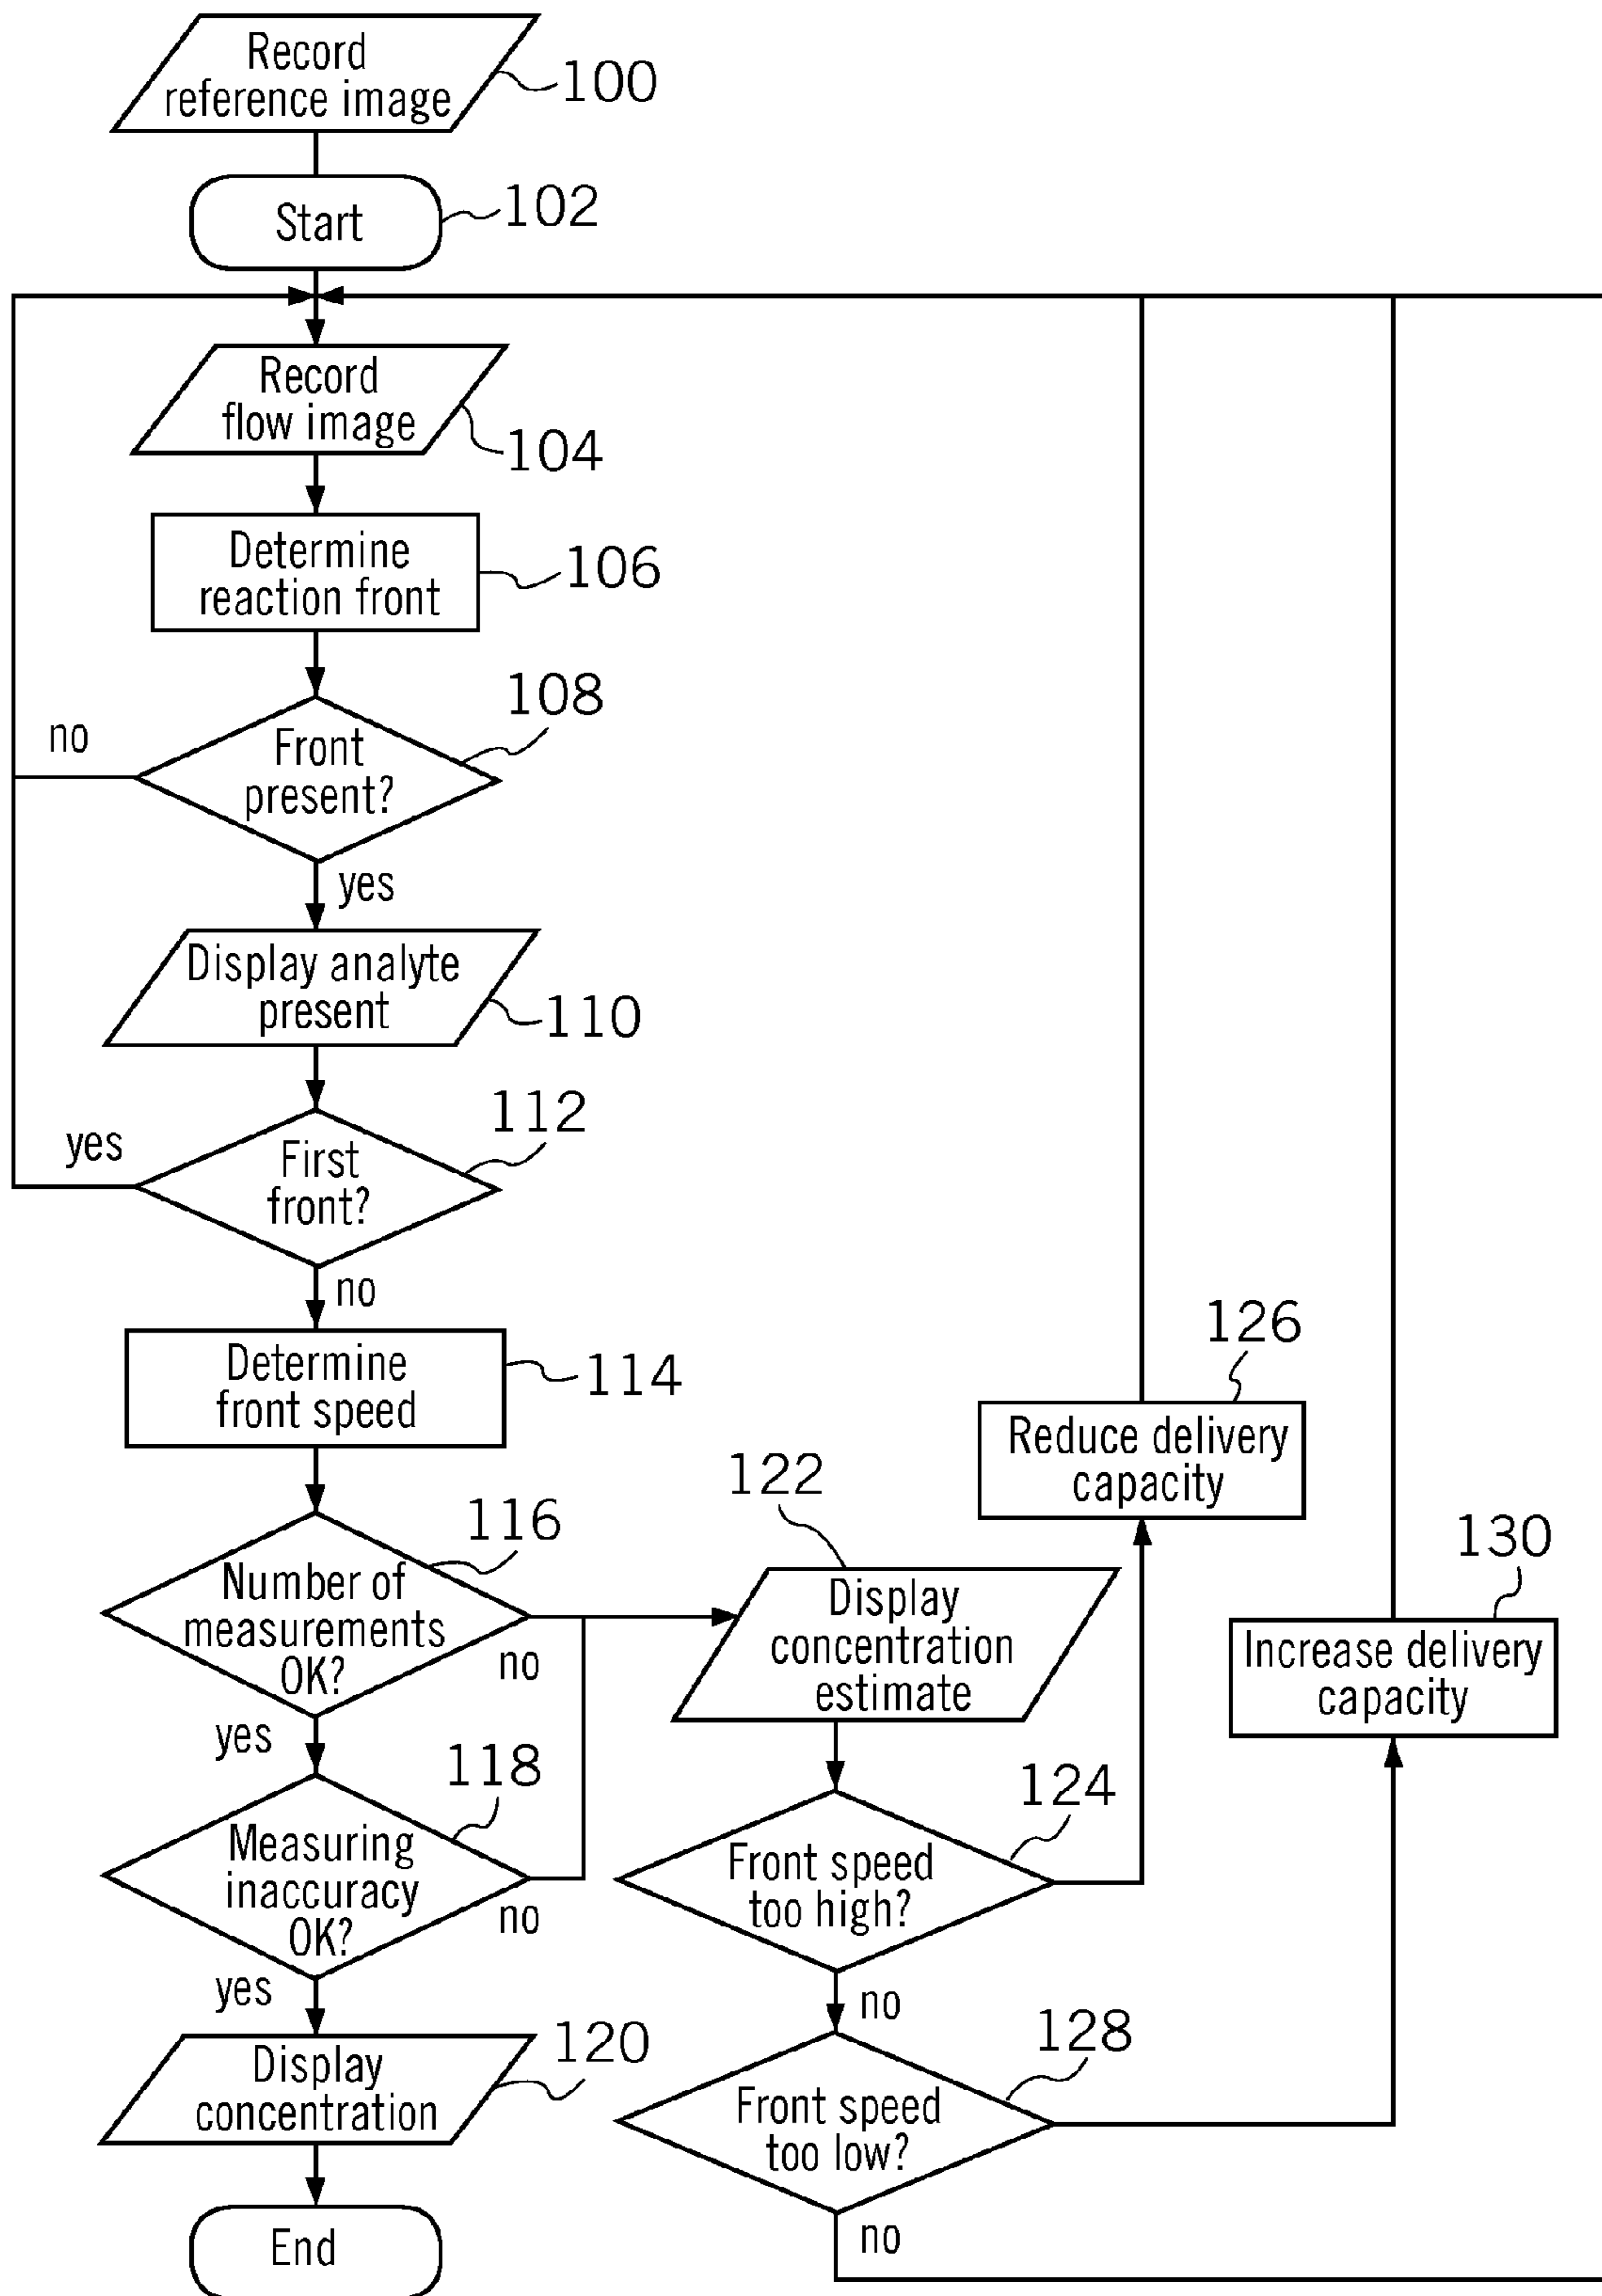 Record
reference image
100
Start
102
Record
flow image
104
Determine
reaction front
106
108
no
Front
present?
yes
Display analyte
present
110
112
yes
First
front?
no
Determine
front speed
114
116
Number of
measurements
OK?
no
yes
118
Measuring
inaccuracy
OK?
no
yes
Display
concentration
120
End
122
Display
concentration
estimate
124
Front speed
too high?
no
126
Reduce delivery
capacity
128
Front speed
too low?
no
130
Increase delivery
capacity